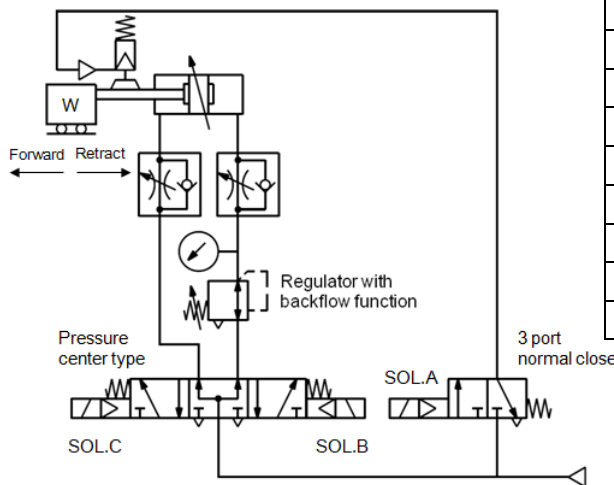 W
Forward
Retract
Regulator with
backflow function
Pressure
center type
3 port
normal close
SOL.A
SOL.C
SOL.B